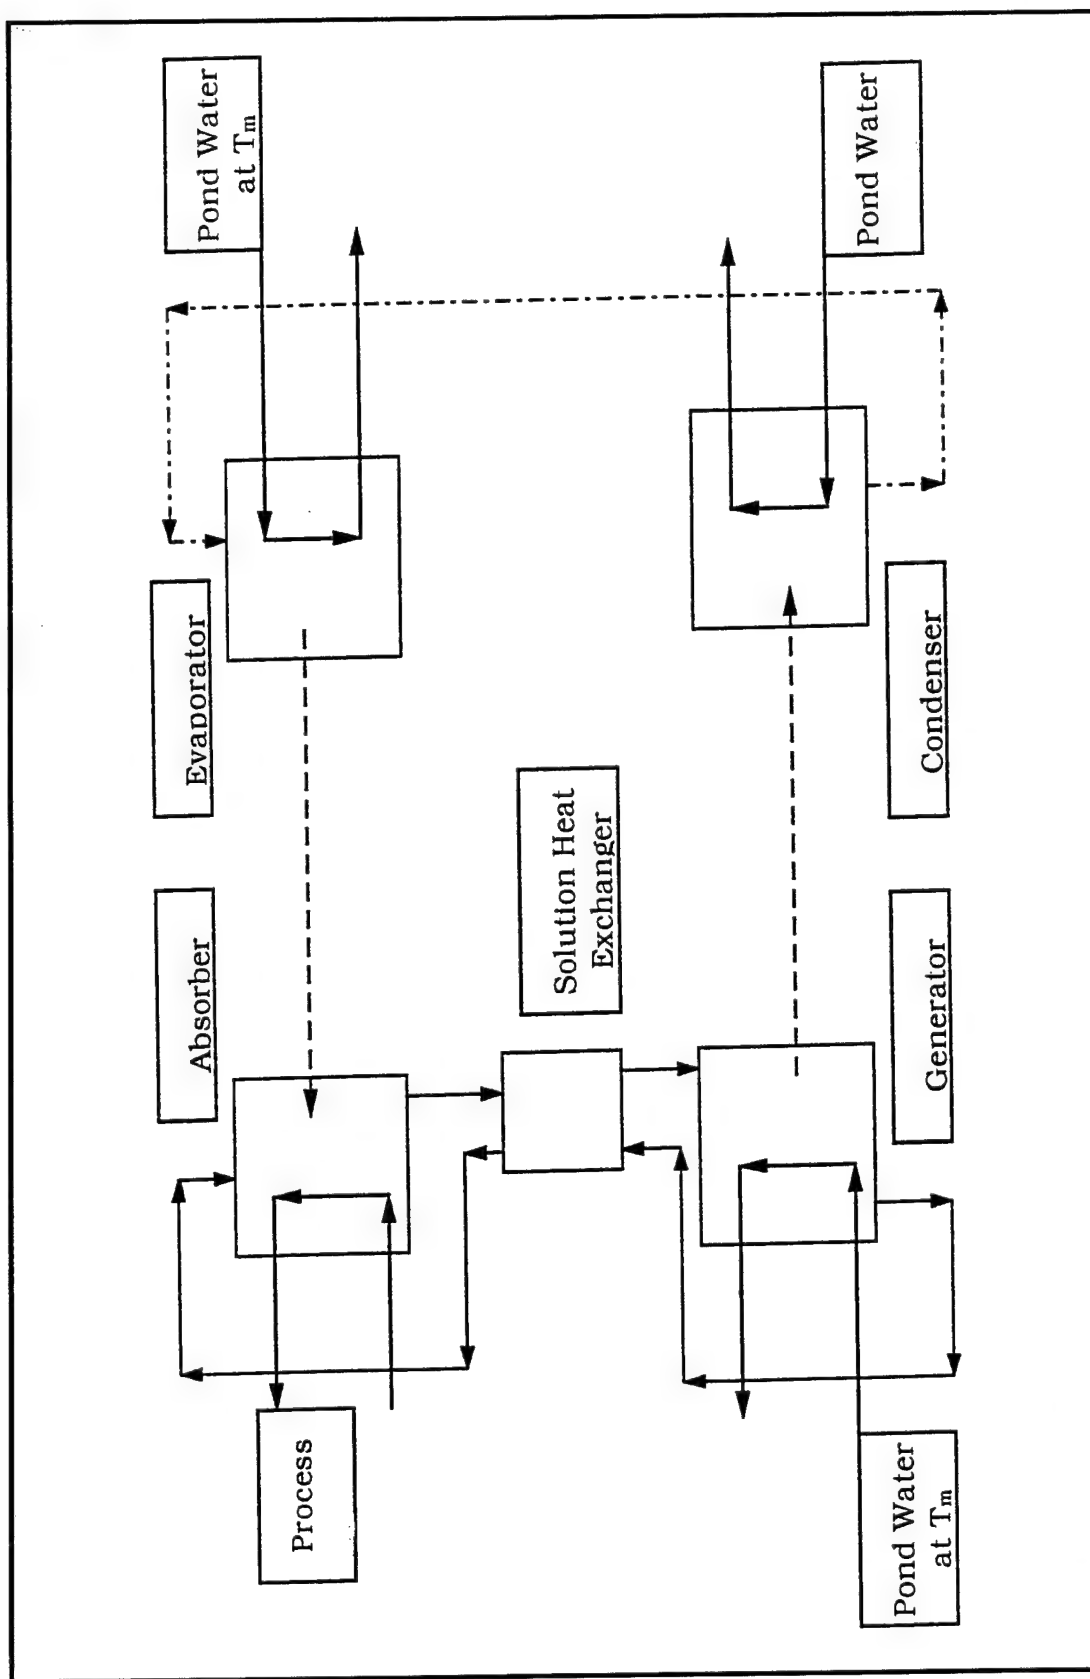 Process
Absorber
Evaporator
Pond Water
at Tm
Solution Heat
Exchanger
Pond Water
at Tm
Generator
Condenser
Pond Water